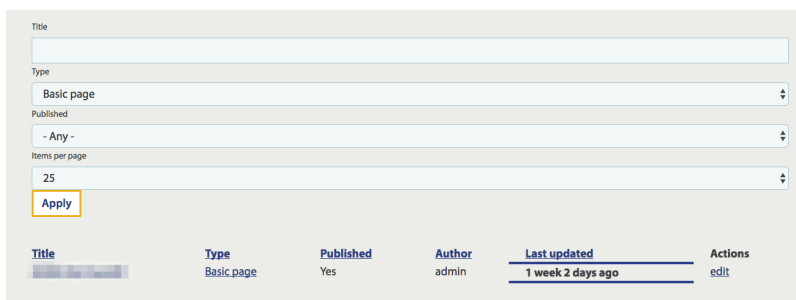 Title
Type
Basic page
Published
- Any -
Items per page
25
Apply
Title Type Published Author Last updated Actions
Basic page Yes admin 1 week 2 days ago edit